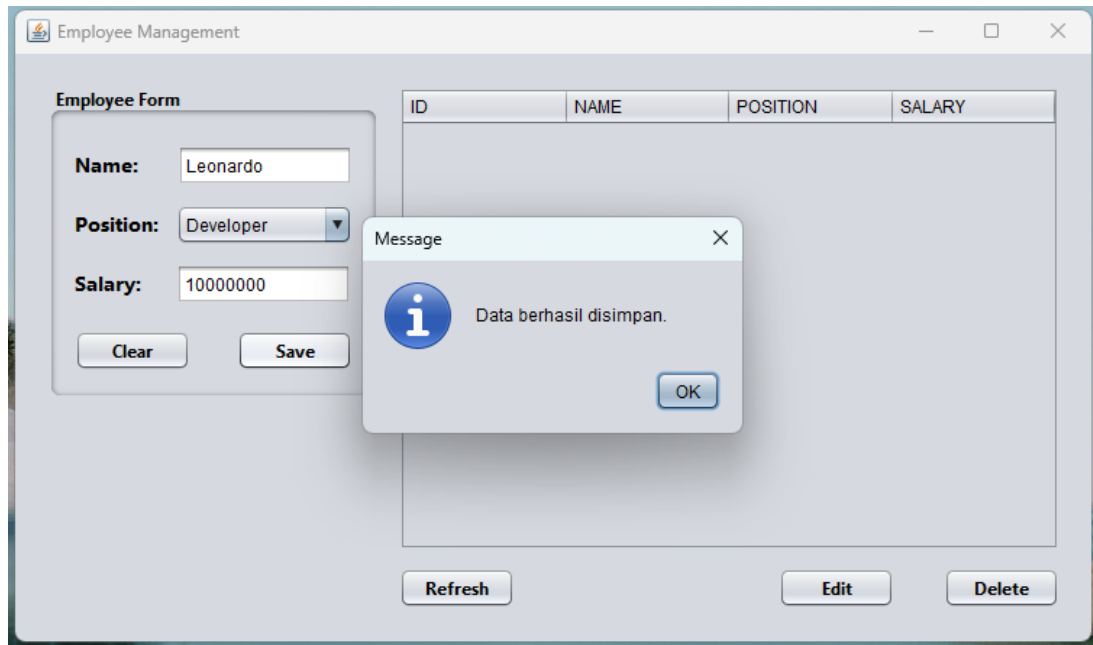 Employee Management
Employee Form
Name: Leonardo
Position: Developer
Salary: 10000000
Clear Save
ID NAME POSITION SALARY
Message
Data berhasil disimpan.
OK
Refresh Edit Delete